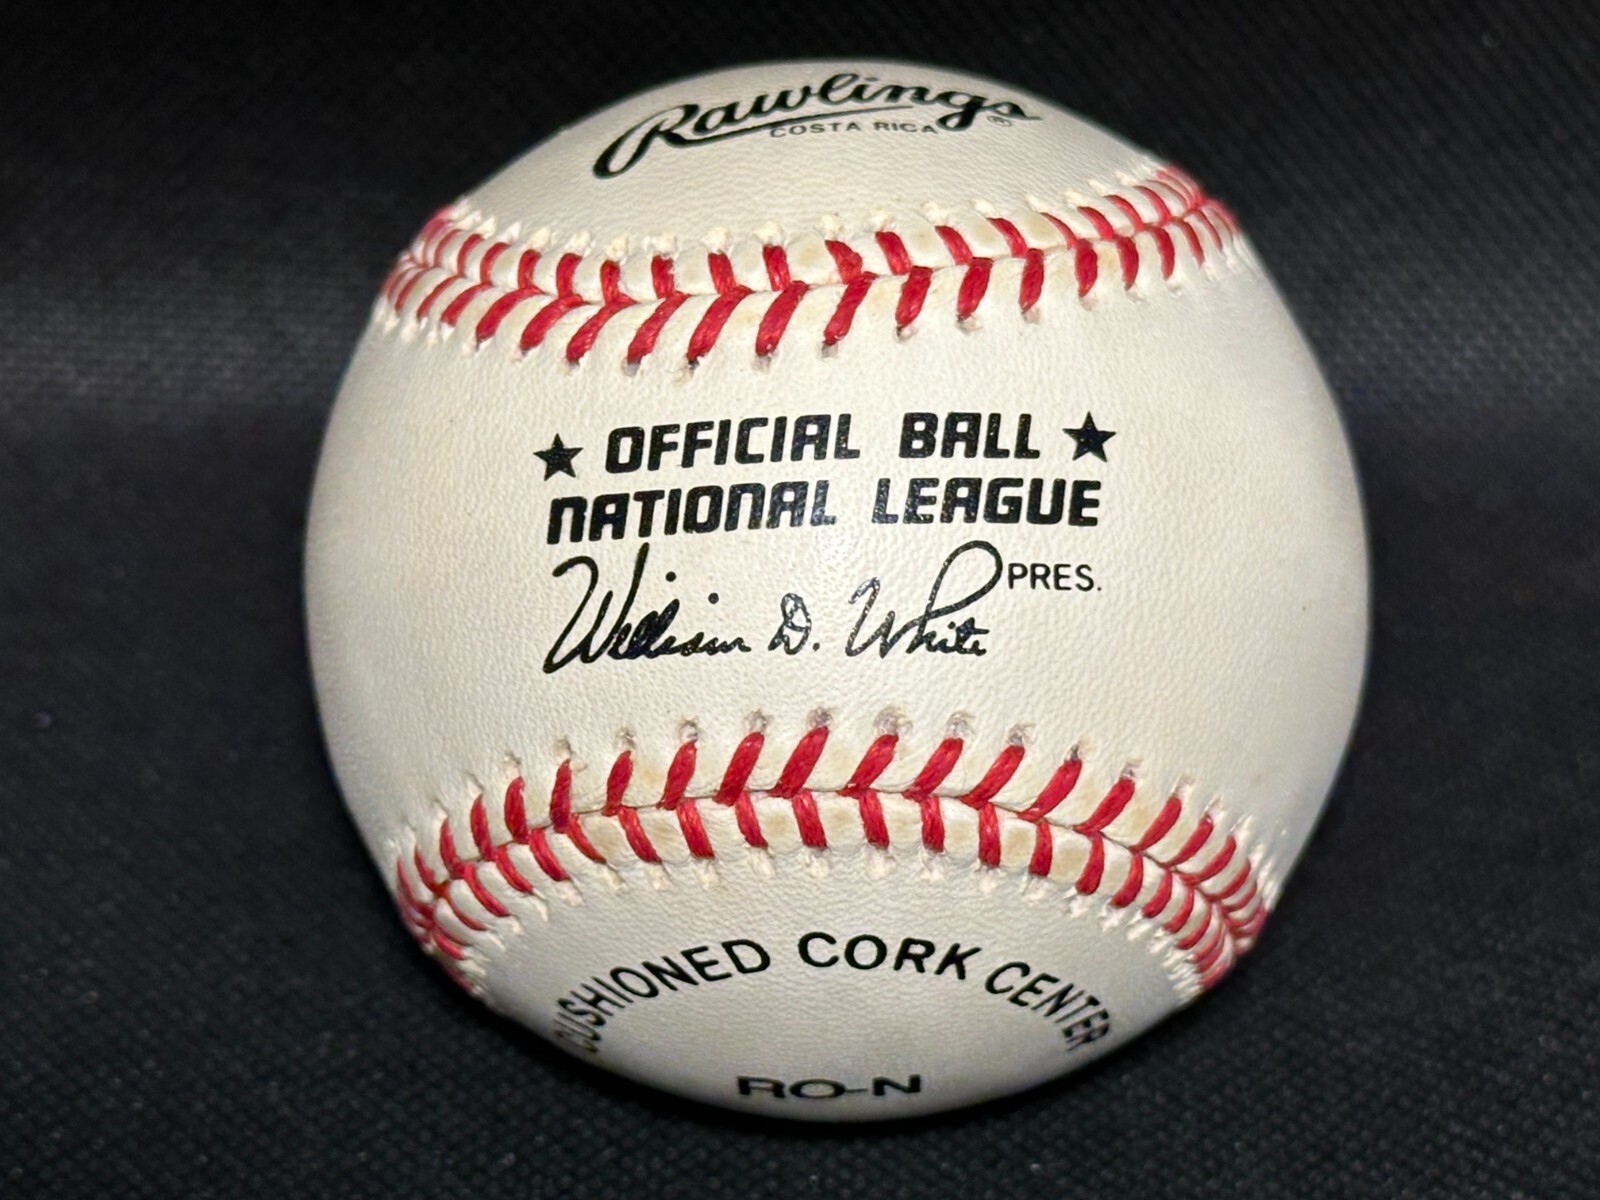 Rawlings®
COSTA RICA
★ OFFICIAL BALL ★
NATIONAL LEAGUE
William D. White PRES.
CUSHIONED CORK CENTER
RO-N